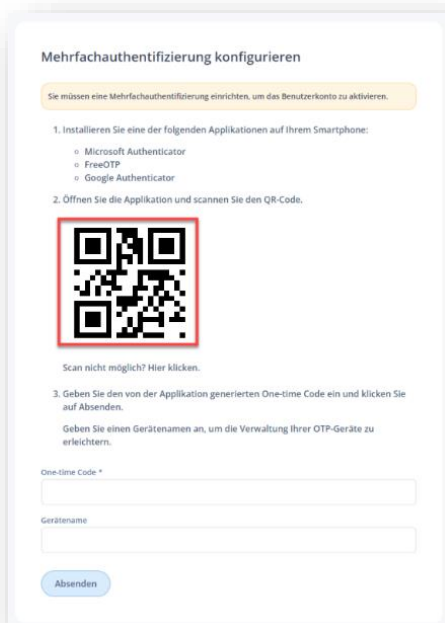 Mehrfachauthentifizierung konfigurieren
Sie müssen eine Mehrfachauthentifizierung einrichten, um das Benutzerkonto zu aktivieren.
1. Installieren Sie eine der folgenden Applikationen auf Ihrem Smartphone:
Microsoft Authenticator
FreeOTP
Google Authenticator
2. Öffnen Sie die Applikation und scannen Sie den QR-Code.
Scan nicht möglich? Hier klicken.
3. Geben Sie den von der Applikation generierten One-time Code ein und klicken Sie
auf Absenden.
Geben Sie einen Gerätenamen an, um die Verwaltung Ihrer OTP-Geräte zu
erleichtern.
One-time Code *
Gerätename
Absenden